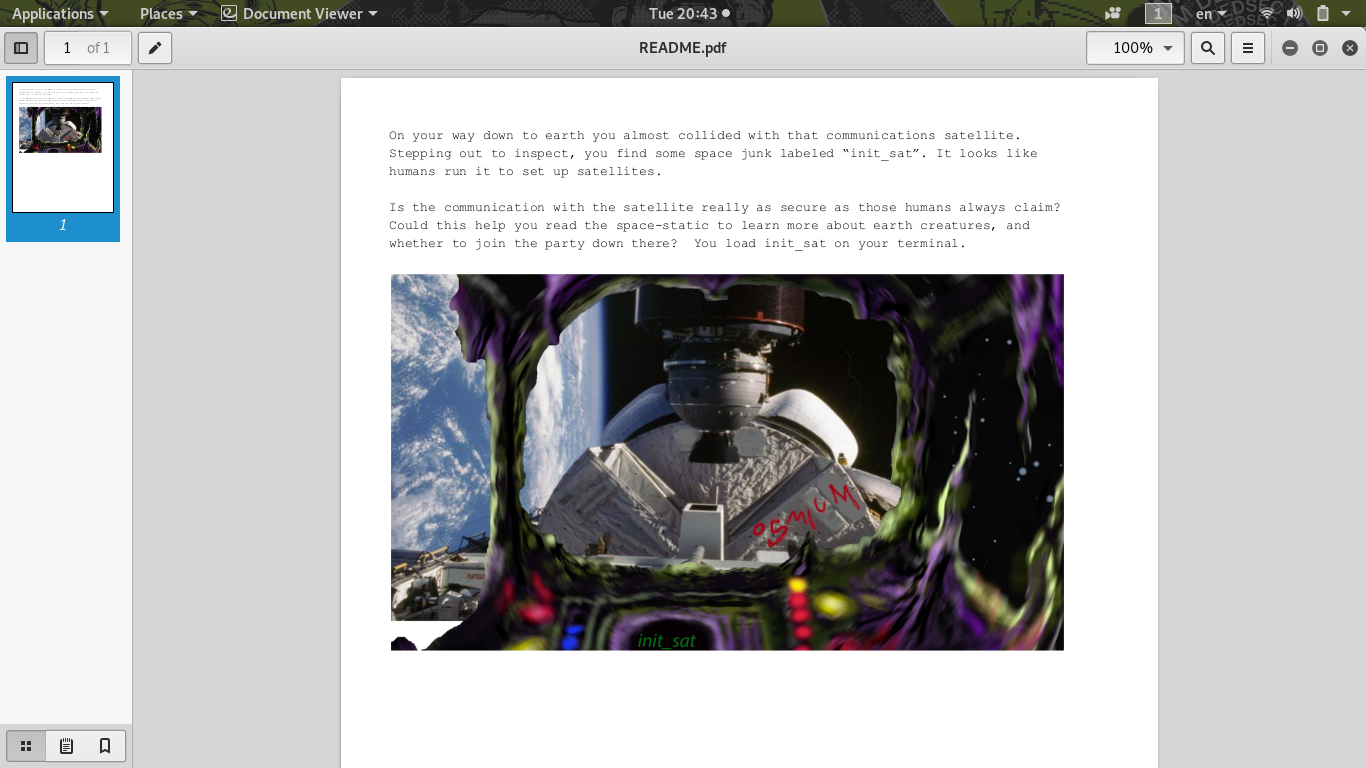 Applications Places Document Viewer Tue 20:43 1 en
1 of 1 README.pdf 100%
On your way down to earth you almost collided with that communications satellite.
Stepping out to inspect, you find some space junk labeled “init_sat”. It looks like
humans run it to set up satellites.
Is the communication with the satellite really as secure as those humans always claim?
Could this help you read the space-static to learn more about earth creatures, and
whether to join the party down there? You load init_sat on your terminal.
osmiuM
NASA
init_sat
1